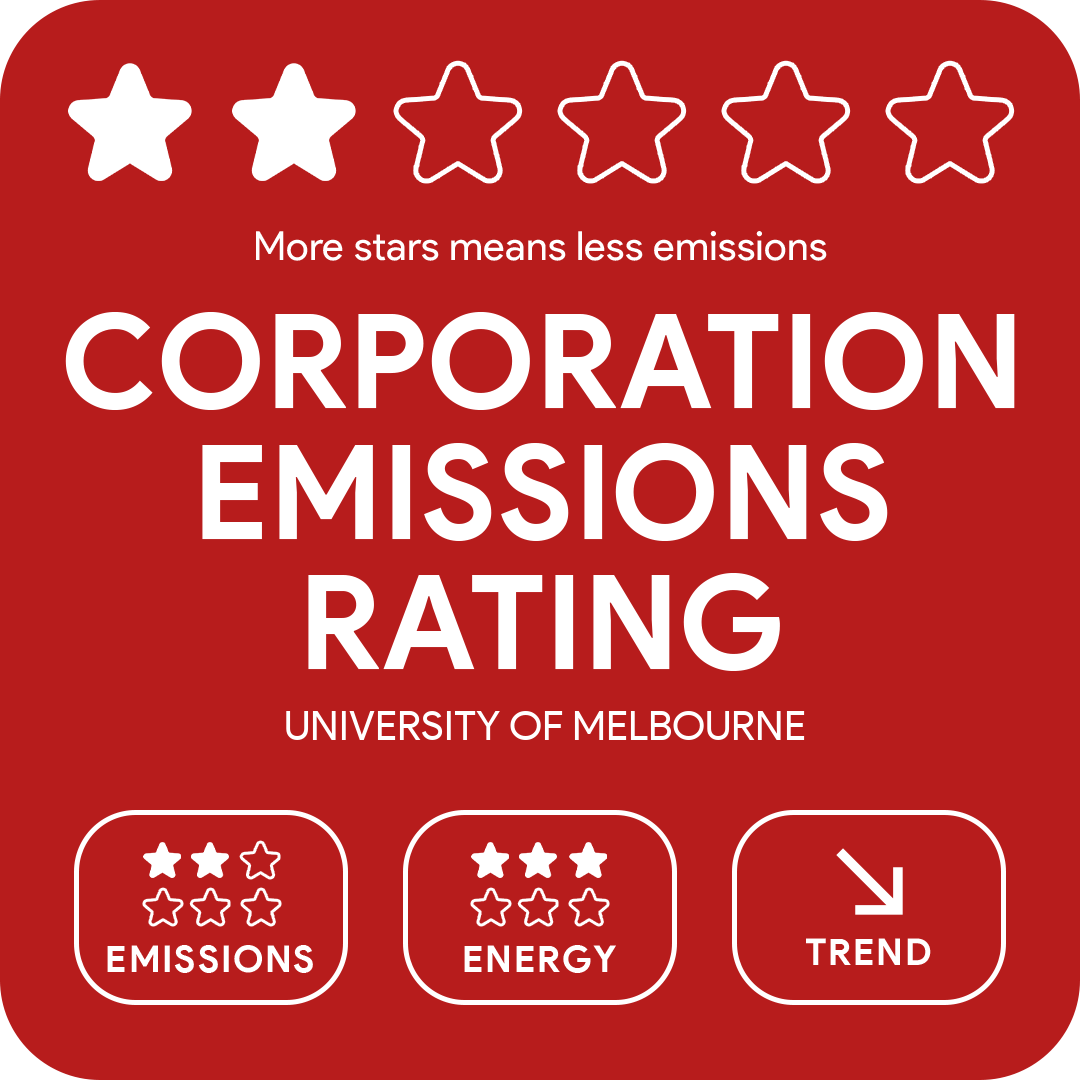 More stars means less emissions
CORPORATION
EMISSIONS
RATING
UNIVERSITY OF MELBOURNE
EMISSIONS
ENERGY
TREND